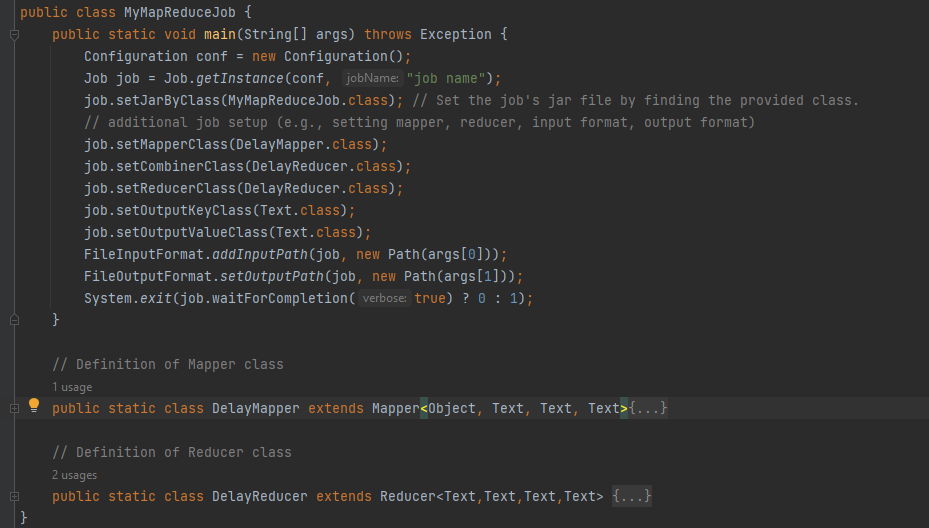 public class MyMapReduceJob {
public static void main(String[] args) throws Exception {
Configuration conf = new Configuration();
Job job = Job.getInstance(conf, jobName: "job name");
job.setJarByClass(MyMapReduceJob.class); // Set the job's jar file by finding the provided class.
// additional job setup (e.g., setting mapper, reducer, input format, output format)
job.setMapperClass(DelayMapper.class);
job.setCombinerClass(DelayReducer.class);
job.setReducerClass(DelayReducer.class);
job.setOutputKeyClass(Text.class);
job.setOutputValueClass(Text.class);
FileInputFormat.addInputPath(job, new Path(args[0]));
FileOutputFormat.setOutputPath(job, new Path(args[1]));
System.exit(job.waitForCompletion( verbose: true) ? 0 : 1);
}
// Definition of Mapper class
1 usage
public static class DelayMapper extends Mapper<Object, Text, Text, Text>{...}
// Definition of Reducer class
2 usages
public static class DelayReducer extends Reducer<Text,Text,Text,Text> {...}
}